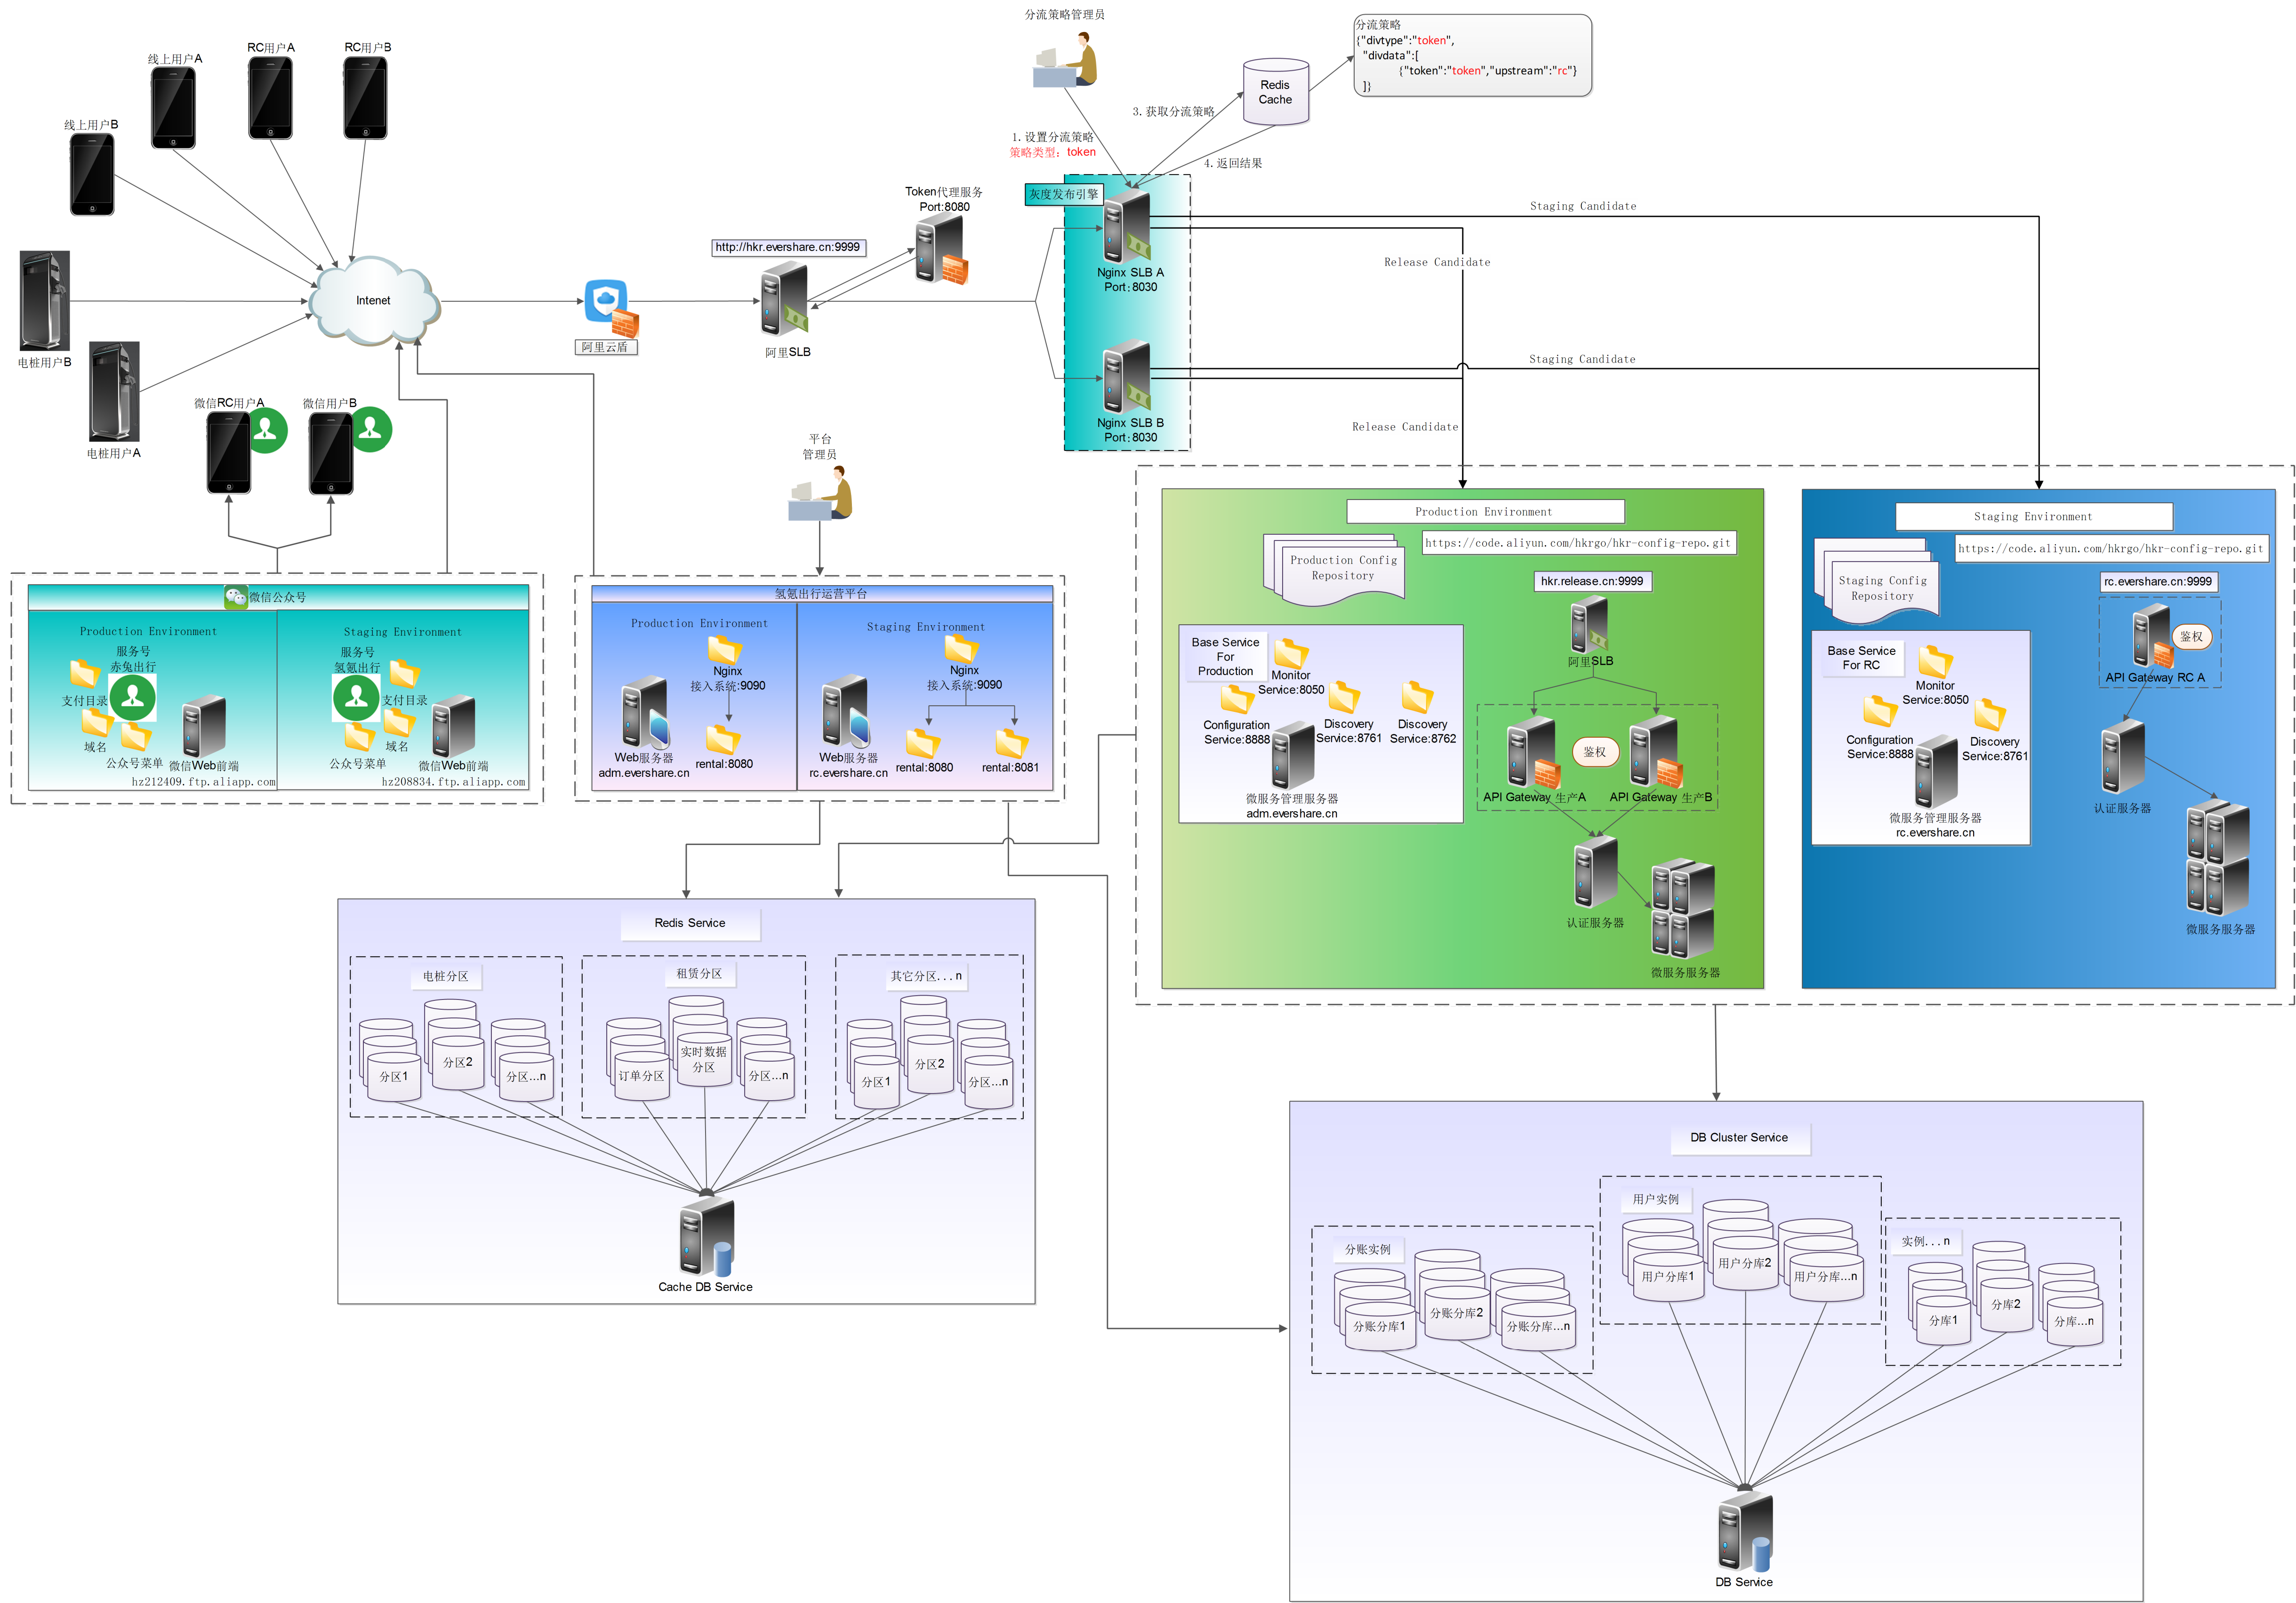 分流策略管理员
分流策略
{"divtype":"token",
"divdata":[
{"token":"token","upstream":"rc"}
]}
RC用户A
RC用户B
线上用户A
线上用户B
Redis
Cache
3.获取分流策略
1.设置分流策略
策略类型：token
4.返回结果
灰度发布引擎
Token代理服务
Port:8080
http://hkr.evershare.cn:9999
Staging Candidate
Release Candidate
Nginx SLB A
Port：8030
Intenet
阿里云盾
阿里SLB
电桩用户B
电桩用户A
Staging Candidate
Nginx SLB B
Port：8030
Release Candidate
微信RC用户A
微信用户B
平台
管理员
微信公众号
Production Environment
服务号
赤兔出行
支付目录
域名
公众号菜单
微信Web前端
hz212409.ftp.aliapp.com
Staging Environment
服务号
氢氪出行
支付目录
域名
公众号菜单
微信Web前端
hz208834.ftp.aliapp.com
氢氪出行运营平台
Production Environment
Nginx
接入系统:9090
Web服务器
adm.evershare.cn
rental:8080
Staging Environment
Nginx
接入系统:9090
Web服务器
rc.evershare.cn
rental:8080
rental:8081
Production Environment
https://code.aliyun.com/hkrgo/hkr-config-repo.git
Production Config
Repository
hkr.release.cn:9999
阿里SLB
Base Service
For
Production
Monitor
Service:8050
Configuration
Service:8888
Discovery
Service:8761
Discovery
Service:8762
微服务管理服务器
adm.evershare.cn
鉴权
API Gateway 生产A
API Gateway 生产B
认证服务器
微服务服务器
Staging Environment
https://code.aliyun.com/hkrgo/hkr-config-repo.git
Staging Config
Repository
rc.evershare.cn:9999
鉴权
API Gateway RC A
Base Service
For RC
Monitor
Service:8050
Configuration
Service:8888
Discovery
Service:8761
微服务管理服务器
rc.evershare.cn
认证服务器
微服务服务器
Redis Service
电桩分区
分区1
分区2
分区...n
租赁分区
订单分区
实时数据
分区
分区...n
其它分区...n
分区1
分区2
分区...n
Cache DB Service
DB Cluster Service
分账实例
分账分库1
分账分库2
分账分库...n
用户实例
用户分库1
用户分库2
用户分库...n
实例...n
分库1
分库2
分库...n
DB Service